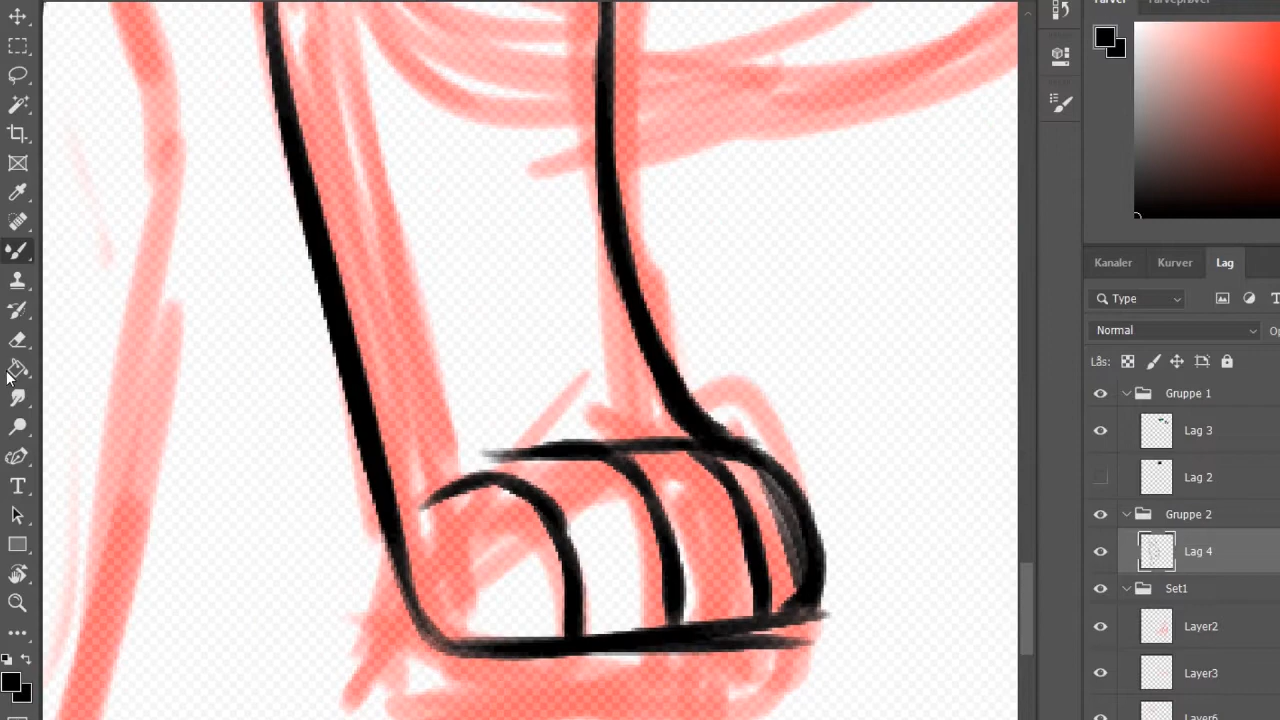 Farver
Farveprøver
Kanaler
Kurver
Lag
Type
Normal
Lås:
Gruppe 1
Lag 3
Lag 2
Gruppe 2
Lag 4
Set1
Layer2
Layer3